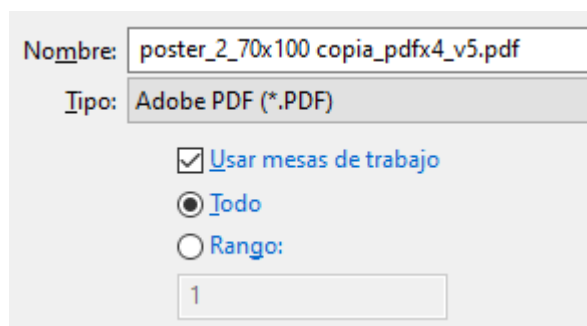 Nombre: poster_2_70x100 copia_pdfx4_v5.pdf
Tipo: Adobe PDF (*.PDF)
Usar mesas de trabajo
Todo
Rango:
1